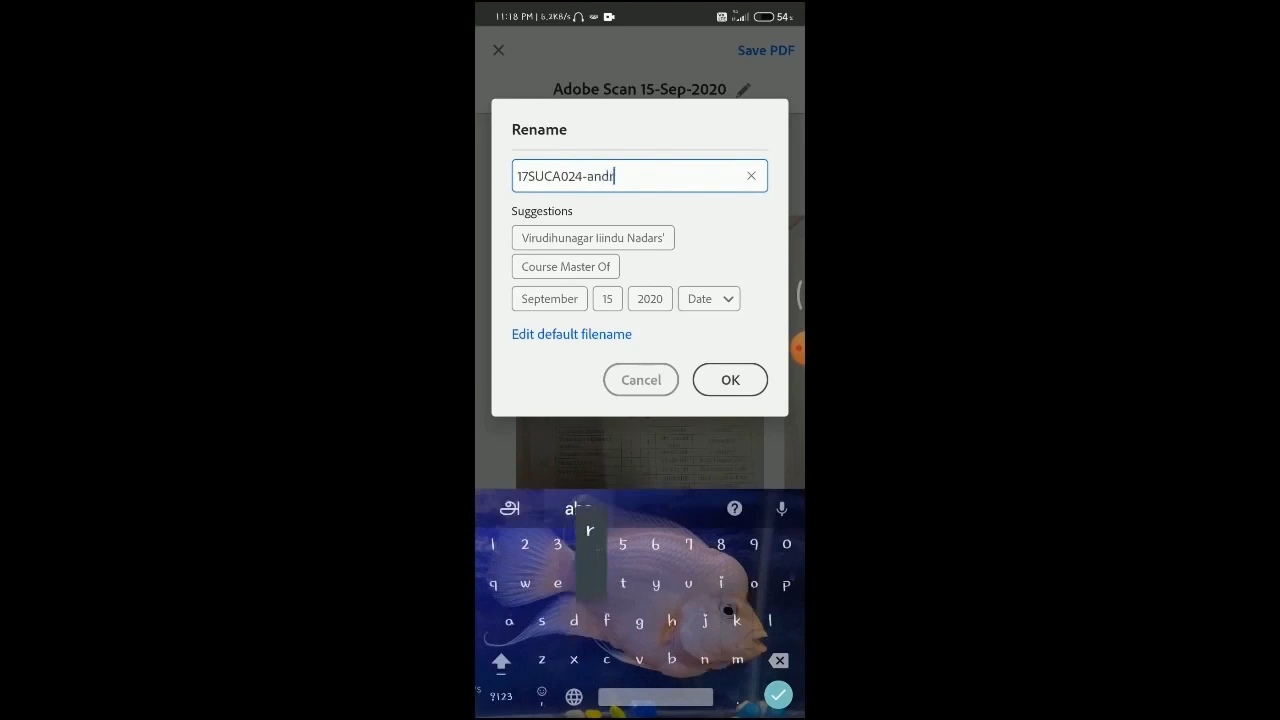 11:18 PM | 6.2KB/s 54%
Save PDF
Adobe Scan 15-Sep-2020
Rename
17SUCA024-andr
Suggestions
Virudihunagar Iiindu Nadars'
Course Master Of
September 15 2020 Date
Edit default filename
Cancel OK
அ ?
r
1 2 3 5 6 7 8 9 0
q w e t y u i o p
a s d f g h j k l
z x c v b n m
?123